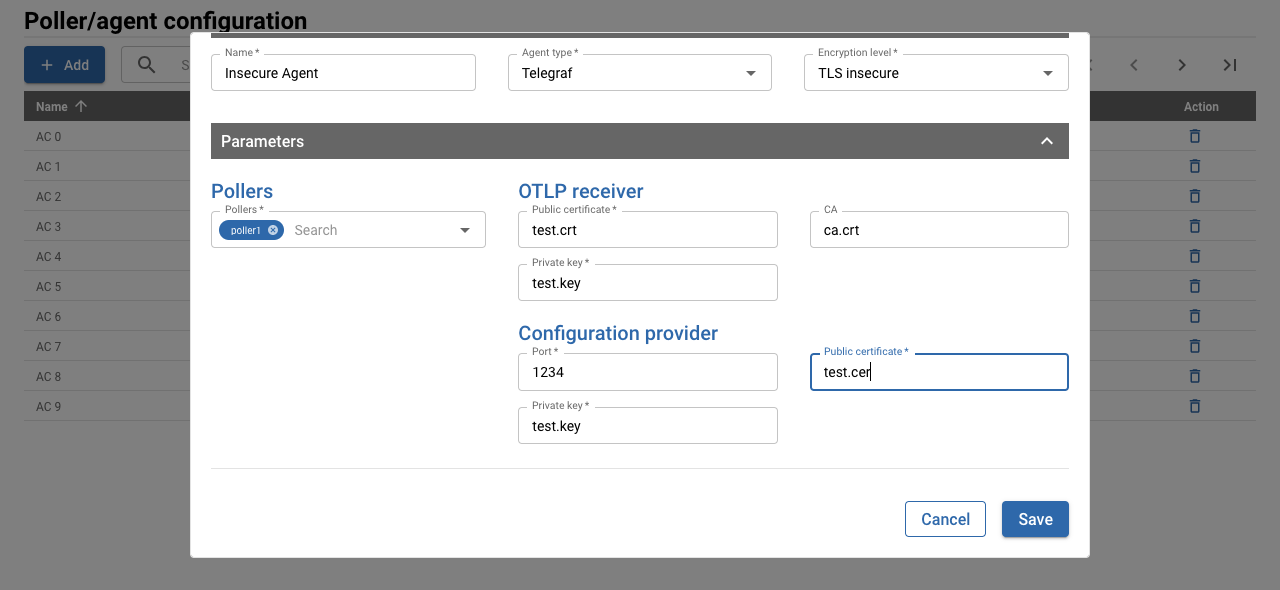 Poller/agent configuration
Add
S
Name
Action
AC 0
AC 1
AC 2
AC 3
AC 4
AC 5
AC 6
AC 7
AC 8
AC 9
Name *
Insecure Agent
Agent type *
Telegraf
Encryption level *
TLS insecure
Parameters
Pollers
Pollers *
poller1
Search
OTLP receiver
Public certificate *
test.crt
CA
ca.crt
Private key *
test.key
Configuration provider
Port *
1234
Public certificate *
test.cer
Private key *
test.key
Cancel
Save